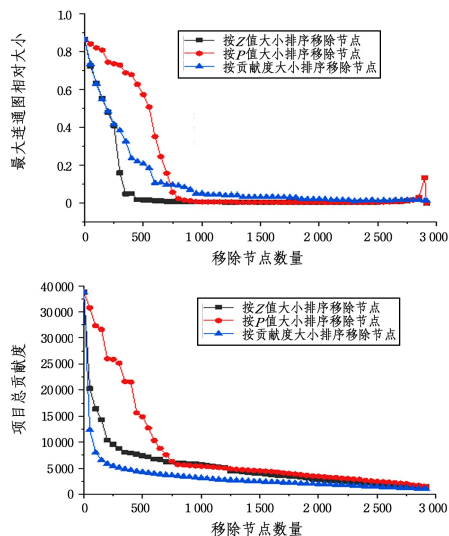 1.0
0.8
0.6
0.4
0.2
0
最大连通图相对大小
按Z值大小排序移除节点
按P值大小排序移除节点
按贡献度大小排序移除节点
0 500 1 000 1 500 2 000 2 500 3 000
移除节点数量
40 000
35 000
30 000
25 000
20 000
15 000
10 000
5 000
0
项目总贡献度
按Z值大小排序移除节点
按P值大小排序移除节点
按贡献度大小排序移除节点
0 500 1 000 1 500 2 000 2 500 3 000
移除节点数量